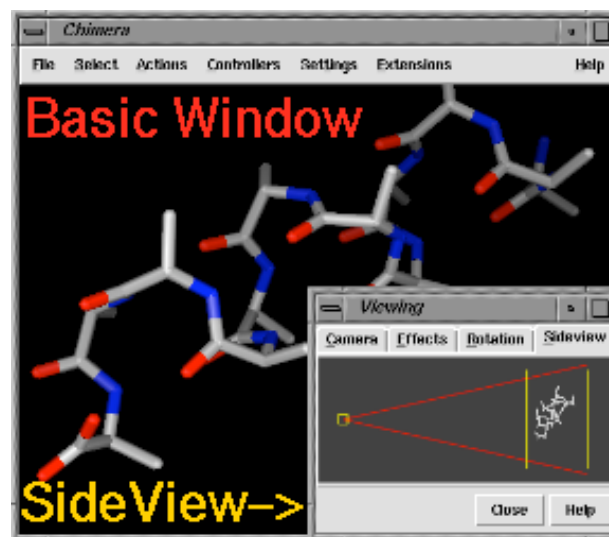 Chimera
File Select Actions Controllers Settings Extensions Help
Basic Window
Viewing
Camera Effects Rotation Sideview
SideView->
Close Help